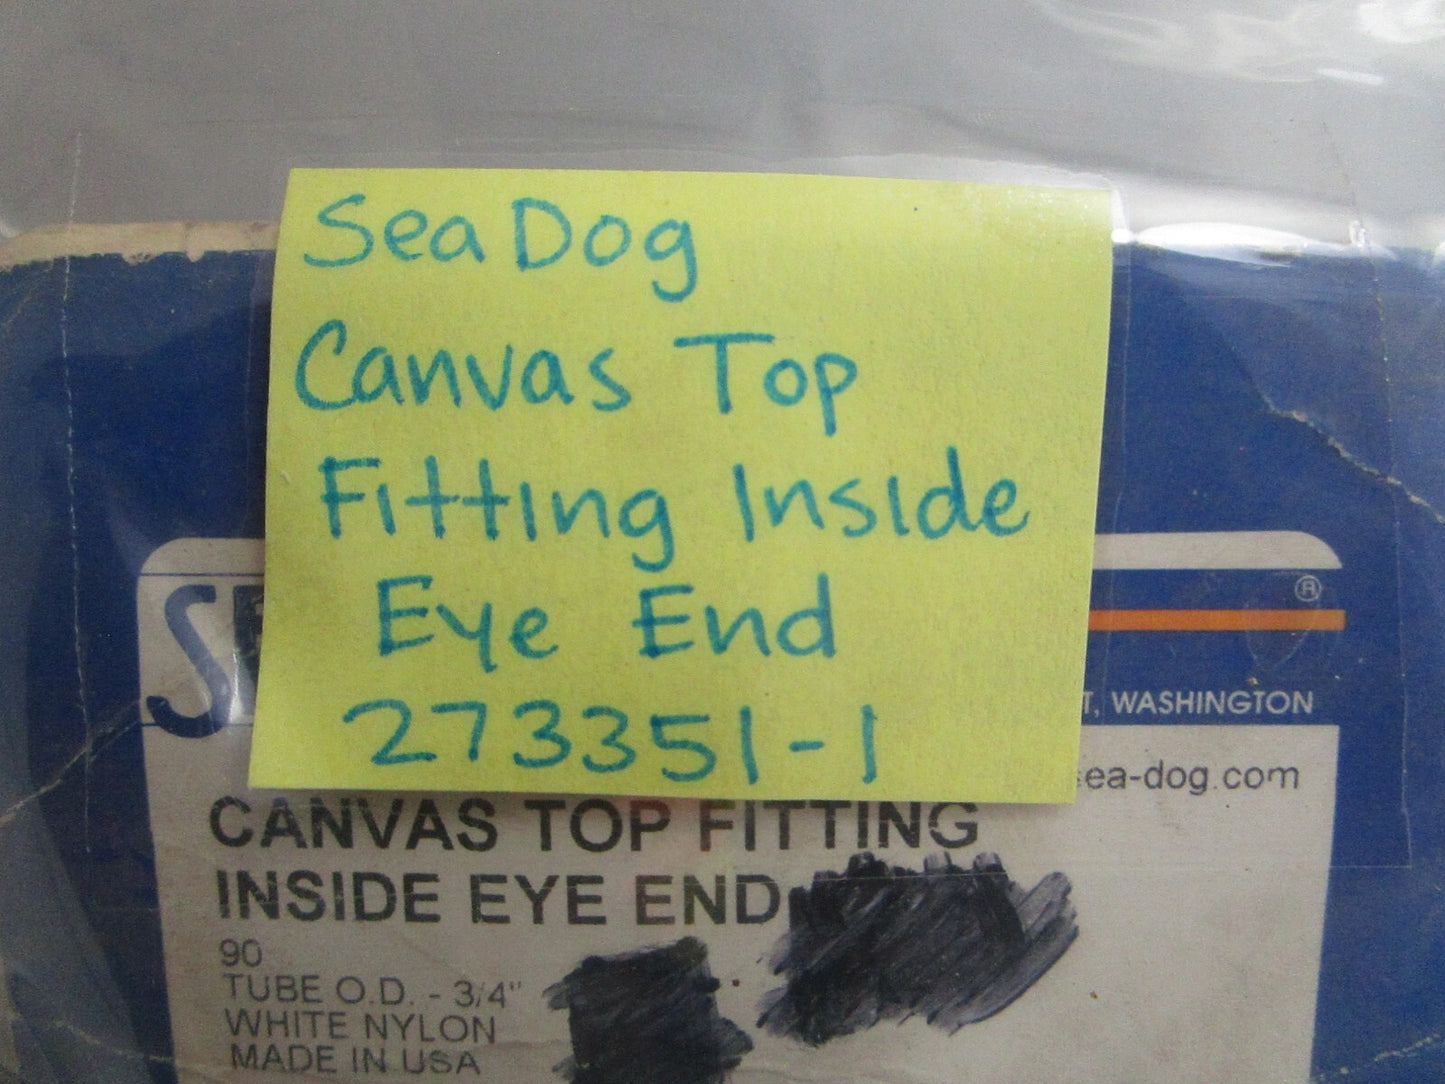 Sea Dog
Canvas Top
Fitting Inside
Eye End
273351-1
®
WASHINGTON
sea-dog.com
CANVAS TOP FITTING
INSIDE EYE END
90
TUBE O.D. - 3/4"
WHITE NYLON
MADE IN USA